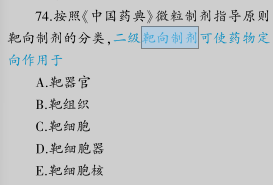 74.按照《中国药典》微粒制剂指导原则
靶向制剂的分类,二级靶向制剂可使药物定
向作用于
A.靶器官
B.靶组织
C.靶细胞
D.靶细胞器
E.靶细胞核